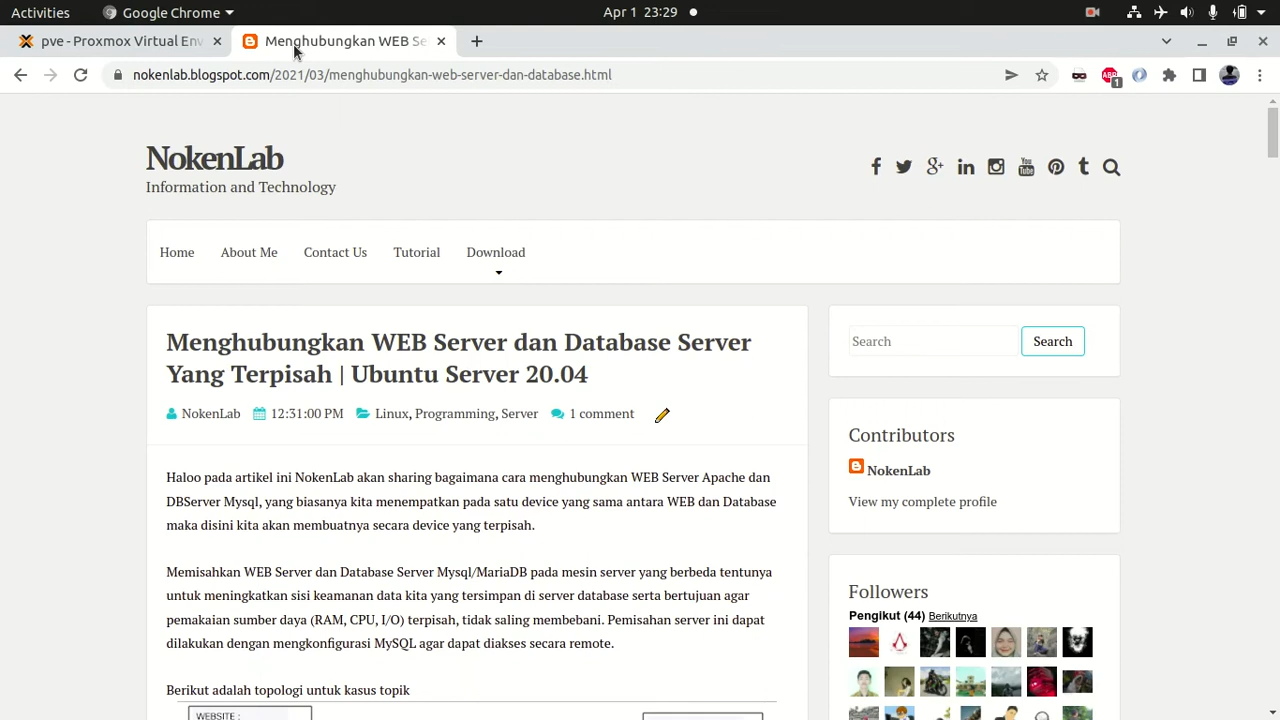 Activities
Google Chrome
Apr 1 23:29
pve - Proxmox Virtual Env
Menghubungkan WEB Se
nokenlab.blogspot.com/2021/03/menghubungkan-web-server-dan-database.html
ABP
1
NokenLab
Information and Technology
You
Tube
Home
About Me
Contact Us
Tutorial
Download
Menghubungkan WEB Server dan Database Server
Yang Terpisah | Ubuntu Server 20.04
NokenLab 12:31:00 PM Linux, Programming, Server 1 comment
Haloo pada artikel ini NokenLab akan sharing bagaimana cara menghubungkan WEB Server Apache dan
DBServer Mysql, yang biasanya kita menempatkan pada satu device yang sama antara WEB dan Database
maka disini kita akan membuatnya secara device yang terpisah.
Memisahkan WEB Server dan Database Server Mysql/MariaDB pada mesin server yang berbeda tentunya
untuk meningkatkan sisi keamanan data kita yang tersimpan di server database serta bertujuan agar
pemakaian sumber daya (RAM, CPU, I/O) terpisah, tidak saling membebani. Pemisahan server ini dapat
dilakukan dengan mengkonfigurasi MySQL agar dapat diakses secara remote.
Berikut adalah topologi untuk kasus topik
WEBSITE :
Search
Search
Contributors
NokenLab
View my complete profile
Followers
Pengikut (44) Berikutnya